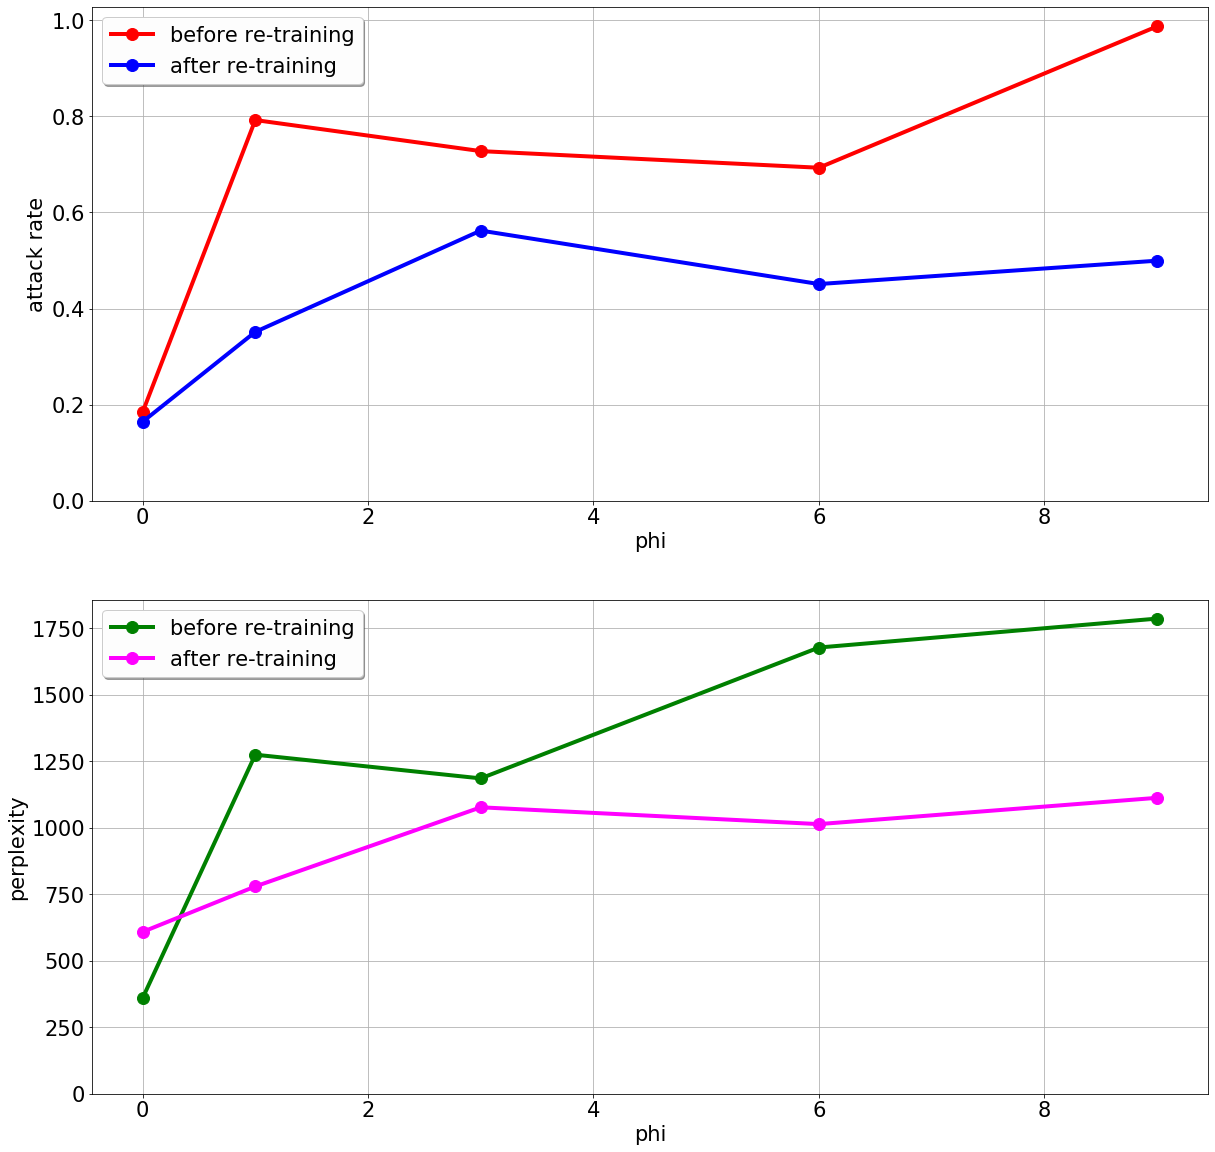 before re-training
after re-training
1.0
0.8
0.6
0.4
0.2
0.0
attack rate
0 2 4 6 8
phi
before re-training
after re-training
1750
1500
1250
1000
750
500
250
0
perplexity
0 2 4 6 8
phi